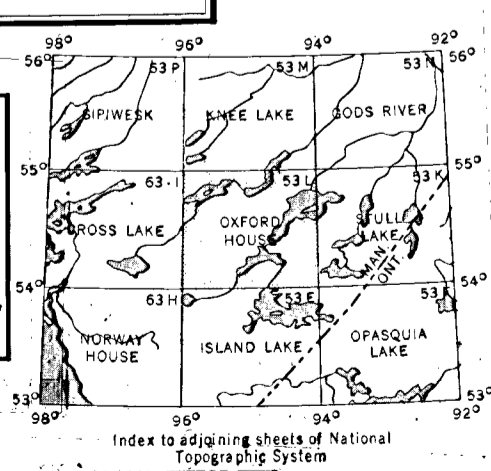 98° 96° 94° 92°
56° 53 P 53 M 53 N 56°
SIPIWESK KNEE LAKE GODS RIVER
55° 63-I 53 L 53 K 55°
CROSS LAKE OXFORD HOUSE STULL LAKE
MAN
ONT
54° 63 H 53 E 54°
NORWAY HOUSE ISLAND LAKE OPASQUIA LAKE
53° 53°
98° 96° 94° 92°
Index to adjoining sheets of National
Topographic System